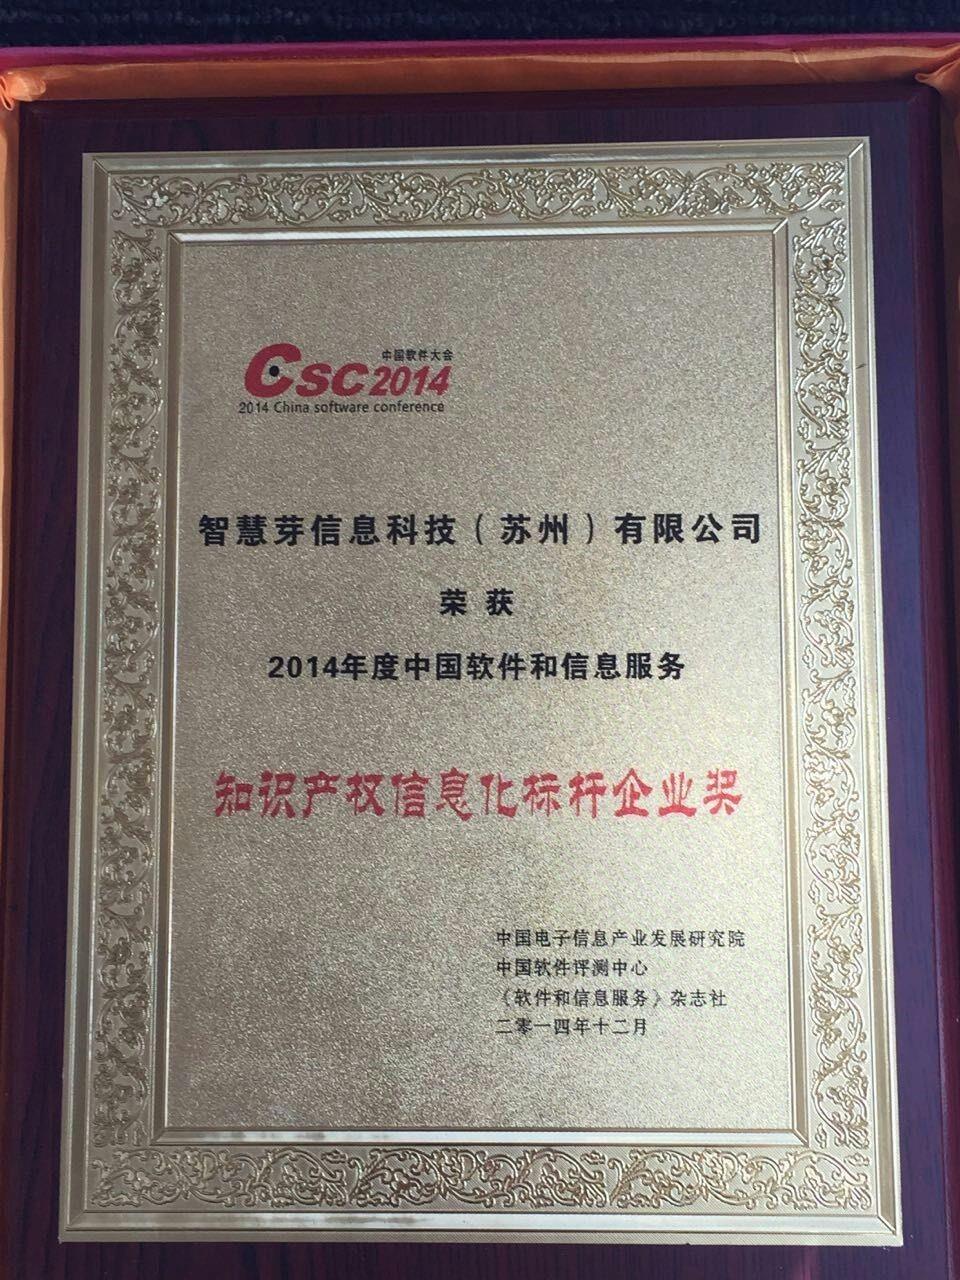 中国软件大会
CSC2014
2014 China software conference
智慧芽信息科技（苏州）有限公司
荣获
2014年度中国软件和信息服务
知识产权信息化标杆企业奖
中国电子信息产业发展研究院
中国软件评测中心
《软件和信息服务》杂志社
二零一四年十二月